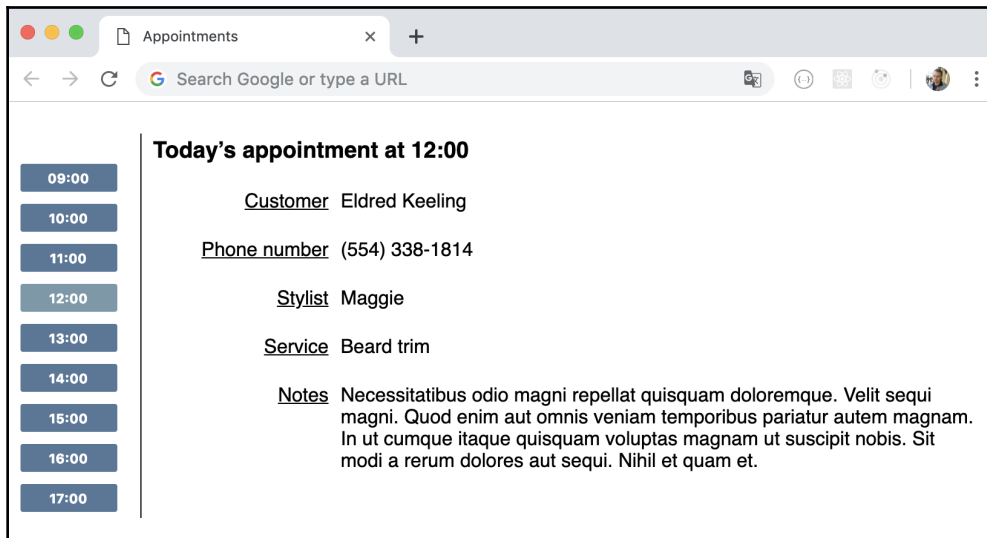 Appointments
Search Google or type a URL
Today's appointment at 12:00
09:00
10:00
11:00
12:00
13:00
14:00
15:00
16:00
17:00
Customer Eldred Keeling
Phone number (554) 338-1814
Stylist Maggie
Service Beard trim
Notes Necessitatibus odio magni repellat quisquam doloremque. Velit sequi
magni. Quod enim aut omnis veniam temporibus pariatur autem magnam.
In ut cumque itaque quisquam voluptas magnam ut suscipit nobis. Sit
modi a rerum dolores aut sequi. Nihil et quam et.